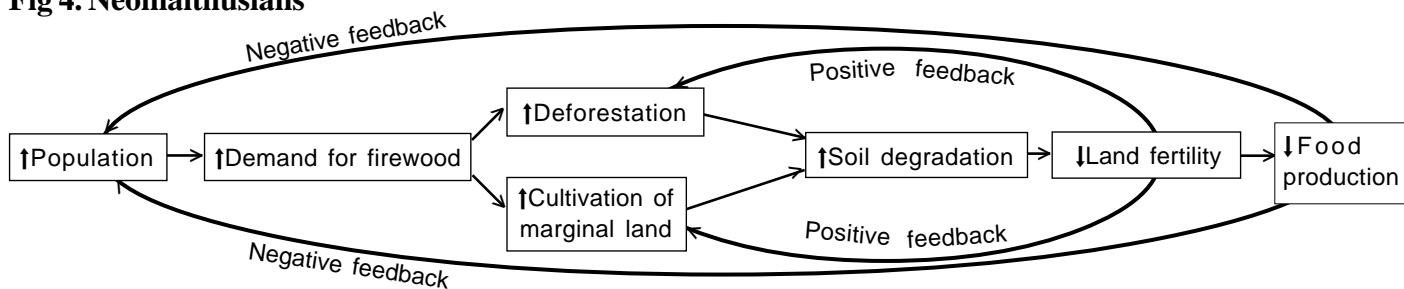 Fig 4. Neomalthusians
Negative feedback
Positive feedback
↑Deforestation
↑Population
↑Demand for firewood
↑Soil degradation
↓Land fertility
↓Food
production
↑Cultivation of
marginal land
Positive feedback
Negative feedback